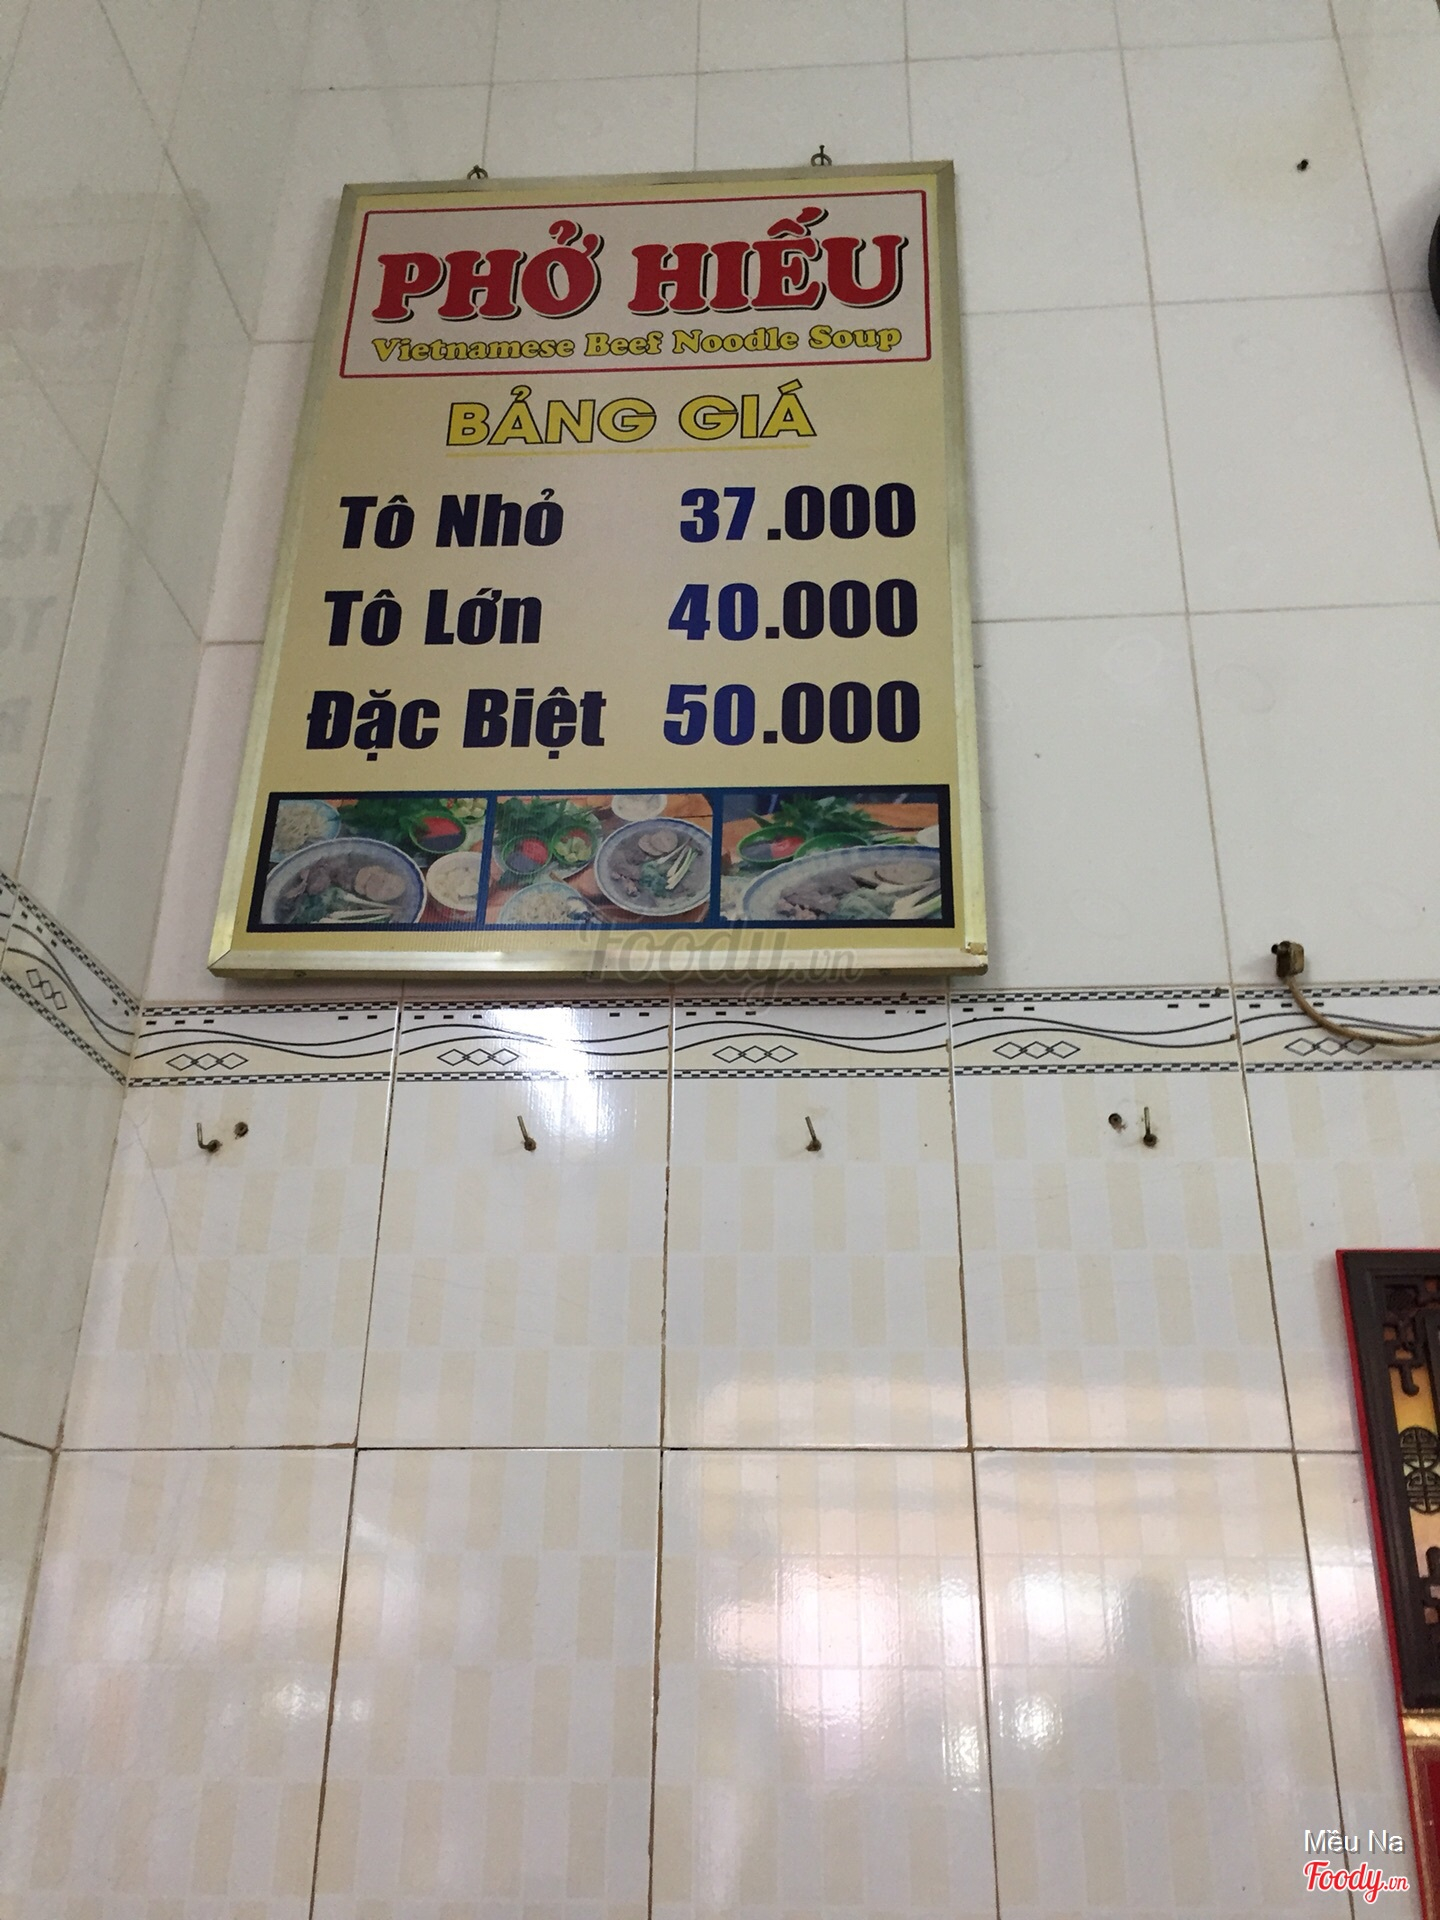 PHỞ HIẾU
Vietnamese Beef Noodle Soup
BẢNG GIÁ
Tô Nhỏ 37.000
Tô Lớn 40.000
Đặc Biệt 50.000
Foody.vn
Mều Na
Foody.vn